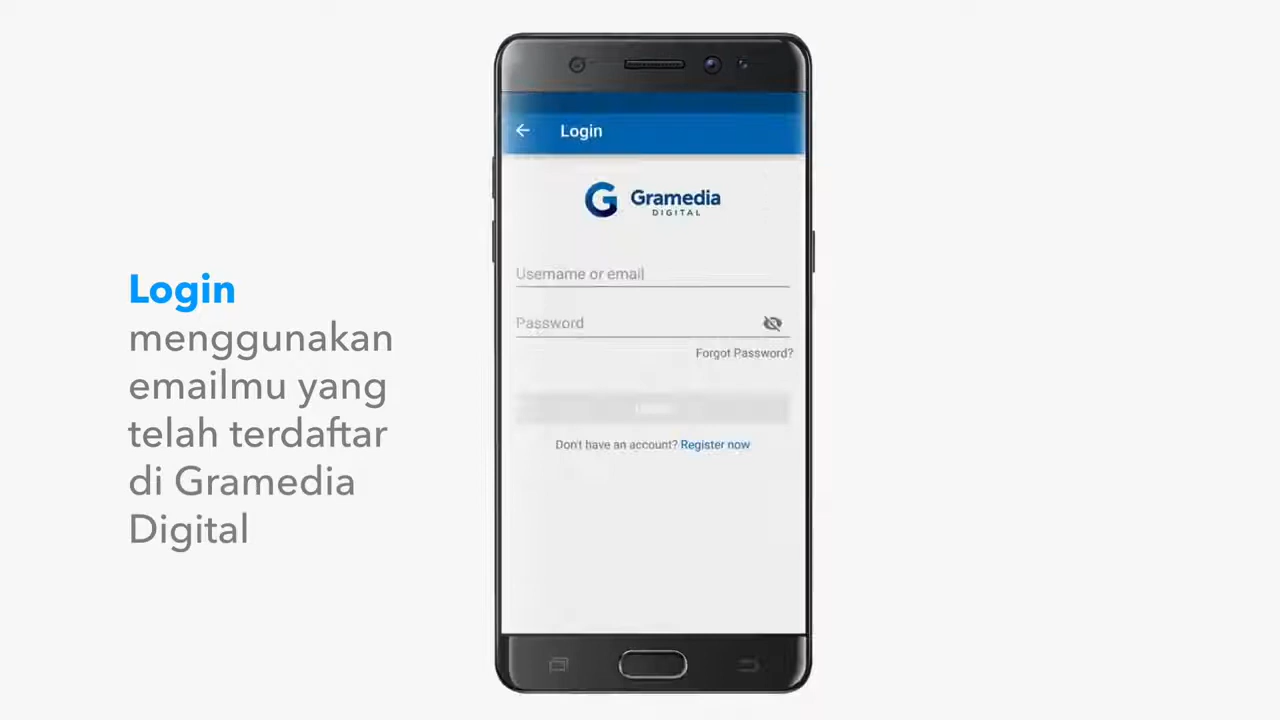 Login
menggunakan
emailmu yang
telah terdaftar
di Gramedia
Digital
Login
Gramedia
DIGITAL
Username or email
Password
Forgot Password?
Don't have an account? Register now